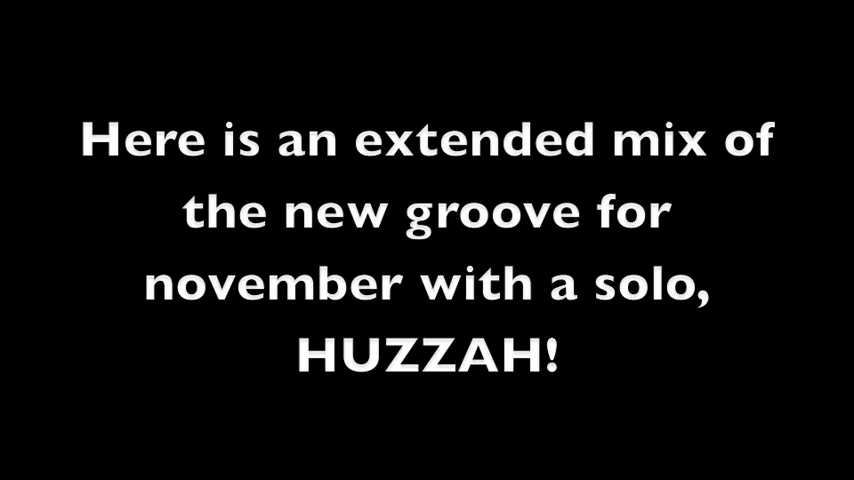 Here is an extended mix of
the new groove for
november with a solo,
HUZZAH!